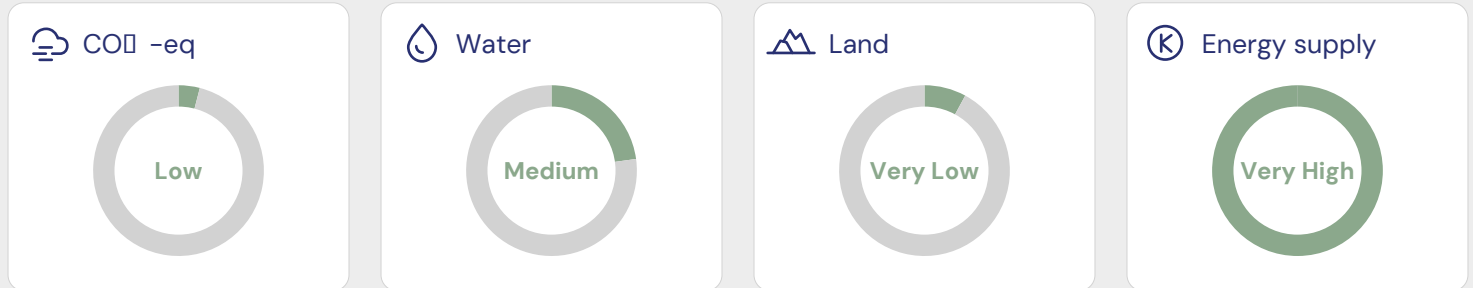 CO▯ -eq
Low
Water
Medium
Land
Very Low
Energy supply
Very High